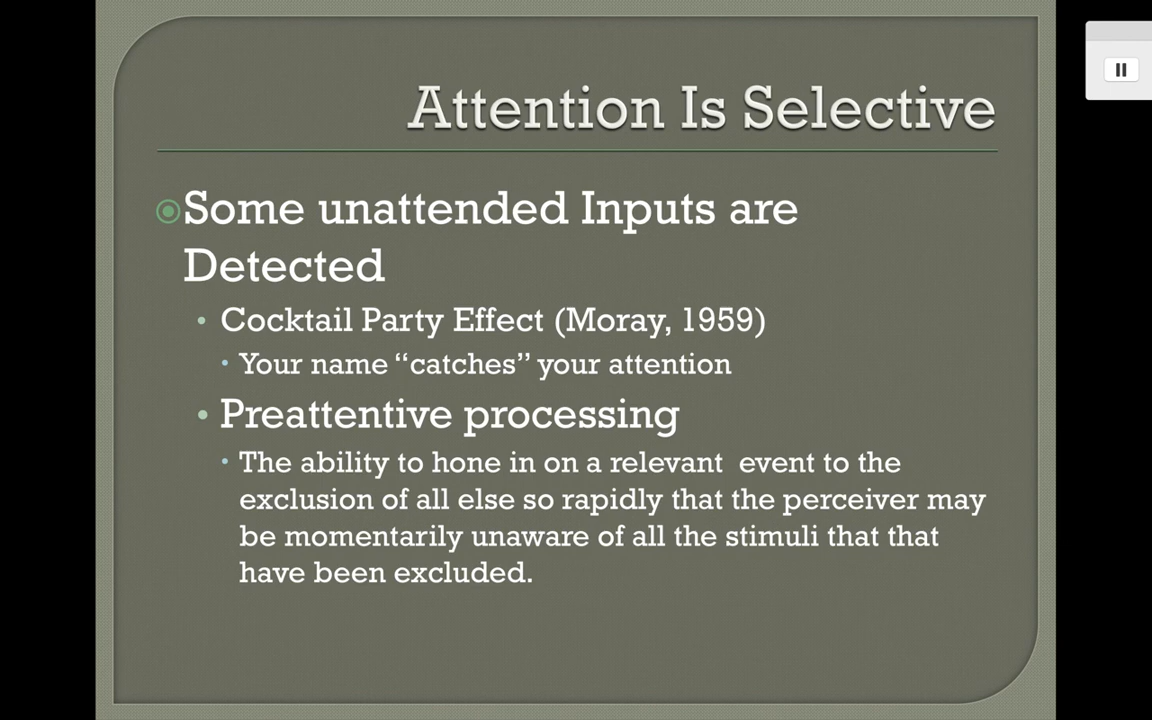 Attention Is Selective
Some unattended Inputs are
Detected
Cocktail Party Effect (Moray, 1959)
Your name “catches” your attention
Preattentive processing
The ability to hone in on a relevant  event to the
exclusion of all else so rapidly that the perceiver may
be momentarily unaware of all the stimuli that that
have been excluded.